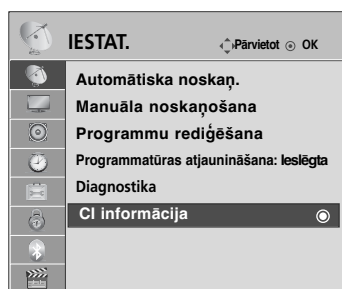 IESTAT.
Pārvietot OK
Automātiska noskaņ.
Manuāla noskaņošana
Programmu rediģēšana
Programmatūras atjaunināšana: Ieslēgta
Diagnostika
CI informācija